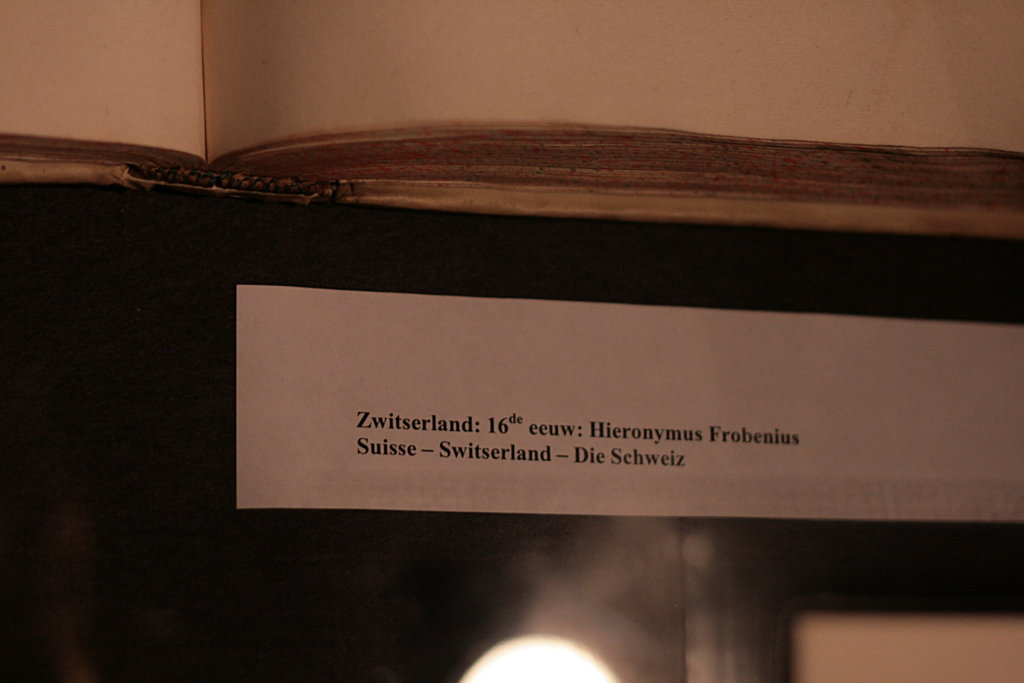 Zwitserland: 16de eeuw: Hieronymus Frobenius
Suisse – Switserland – Die Schweiz